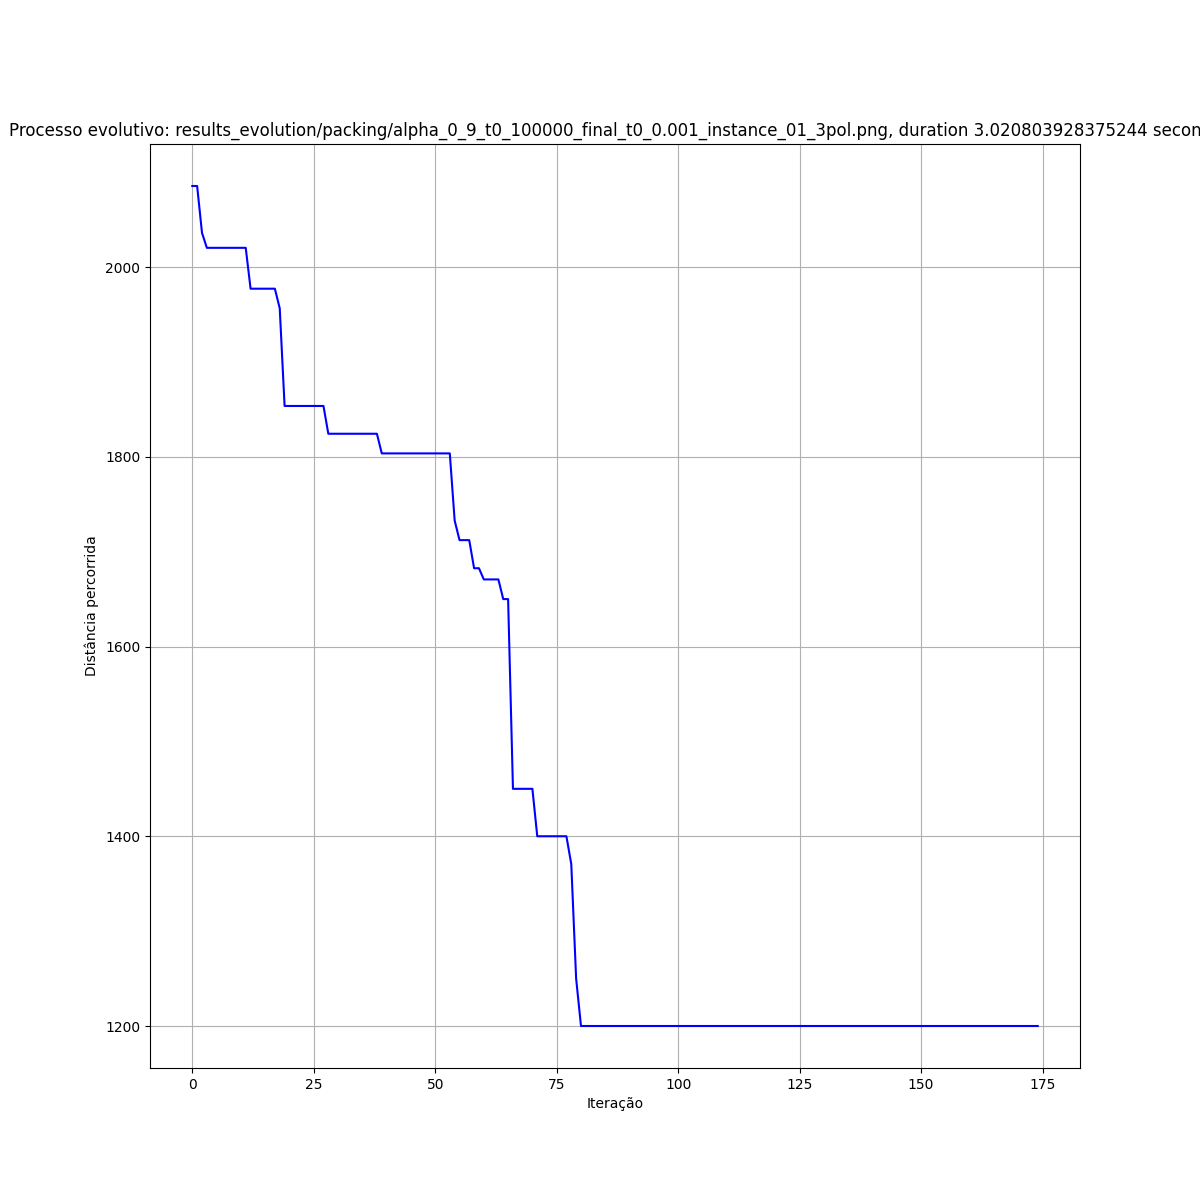 Processo evolutivo: results_evolution/packing/alpha_0_9_t0_100000_final_t0_0.001_instance_01_3pol.png, duration 3.020803928375244 secon
2000
1800
1600
1400
1200
Distância percorrida
0 25 50 75 100 125 150 175
Iteração